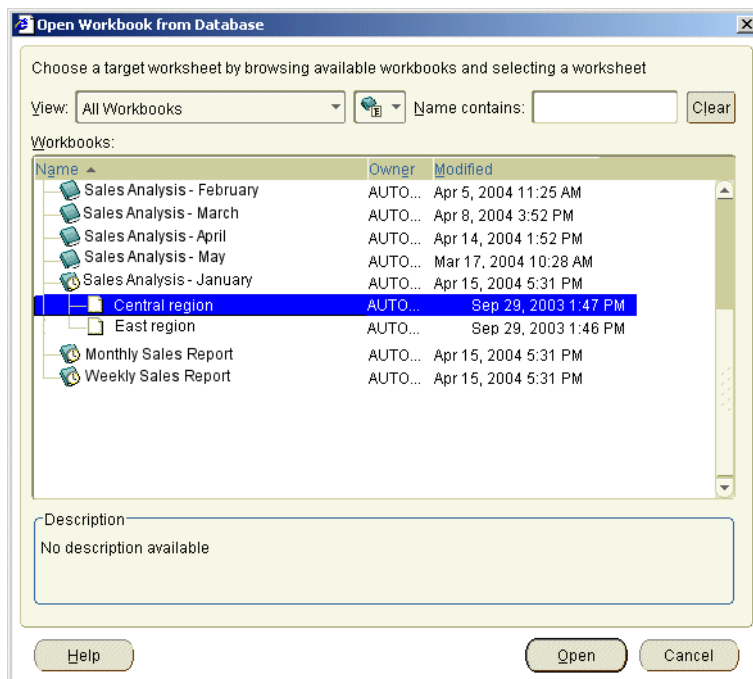 Open Workbook from Database
Choose a target worksheet by browsing available workbooks and selecting a worksheet
View: All Workbooks Name contains: Clear
Workbooks:
Name Owner Modified
Sales Analysis - February AUTO... Apr 5, 2004 11:25 AM
Sales Analysis - March AUTO... Apr 8, 2004 3:52 PM
Sales Analysis - April AUTO... Apr 14, 2004 1:52 PM
Sales Analysis - May AUTO... Mar 17, 2004 10:28 AM
Sales Analysis - January AUTO... Apr 15, 2004 5:31 PM
Central region AUTO... Sep 29, 2003 1:47 PM
East region AUTO... Sep 29, 2003 1:46 PM
Monthly Sales Report AUTO... Apr 15, 2004 5:31 PM
Weekly Sales Report AUTO... Apr 15, 2004 5:31 PM
Description
No description available
Help Open Cancel